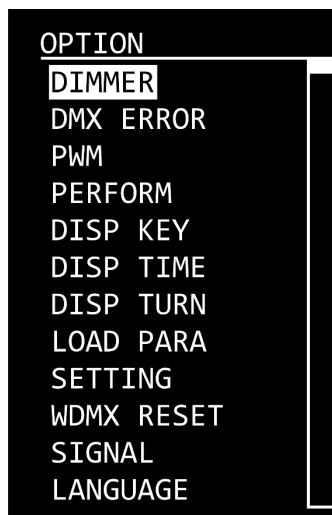 OPTION
DIMMER
DMX ERROR
PWM
PERFORM
DISP KEY
DISP TIME
DISP TURN
LOAD PARA
SETTING
WDMX RESET
SIGNAL
LANGUAGE